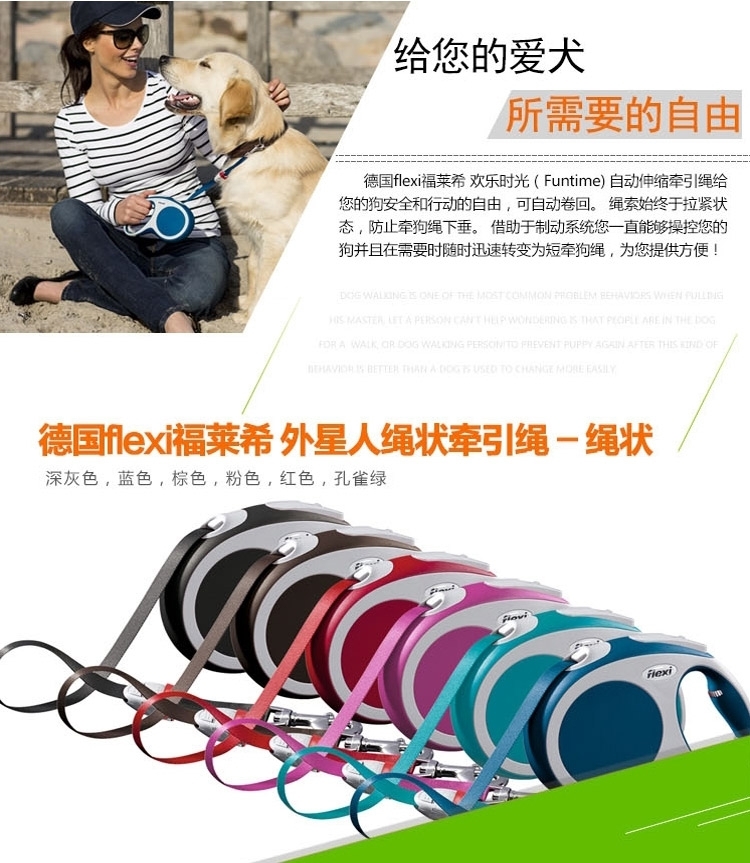 给您的爱犬
所需要的自由
德国flexi福莱希 欢乐时光 ( Funtime) 自动伸缩牵引绳给
您的狗安全和行动的自由，可自动卷回。 绳索始终于拉紧状
态，防止牵狗绳下垂。 借助于制动系统您一直能够操控您的
狗并且在需要时随时迅速转变为短牵狗绳，为您提供方便！
DOG WALKING IS ONE OF THE MOST COMMON PROBLEM BEHAVIORS WHEN PULLING
HIS MASTER, LET A PERSON CAN'T HELP WONDERING IS THAT PEOPLE ARE IN THE DOG
FOR A WALK, OR DOG WALKING PERSON!TO PREVENT PUPPY AGAIN AFTER THIS KIND OF
BEHAVIOR IS BETTER THAN A DOG IS USED TO CHANGE MORE EASILY.
德国flexi福莱希 外星人绳状牵引绳 – 绳状
深灰色，蓝色，棕色，粉色，红色，孔雀绿
flexi
flexi